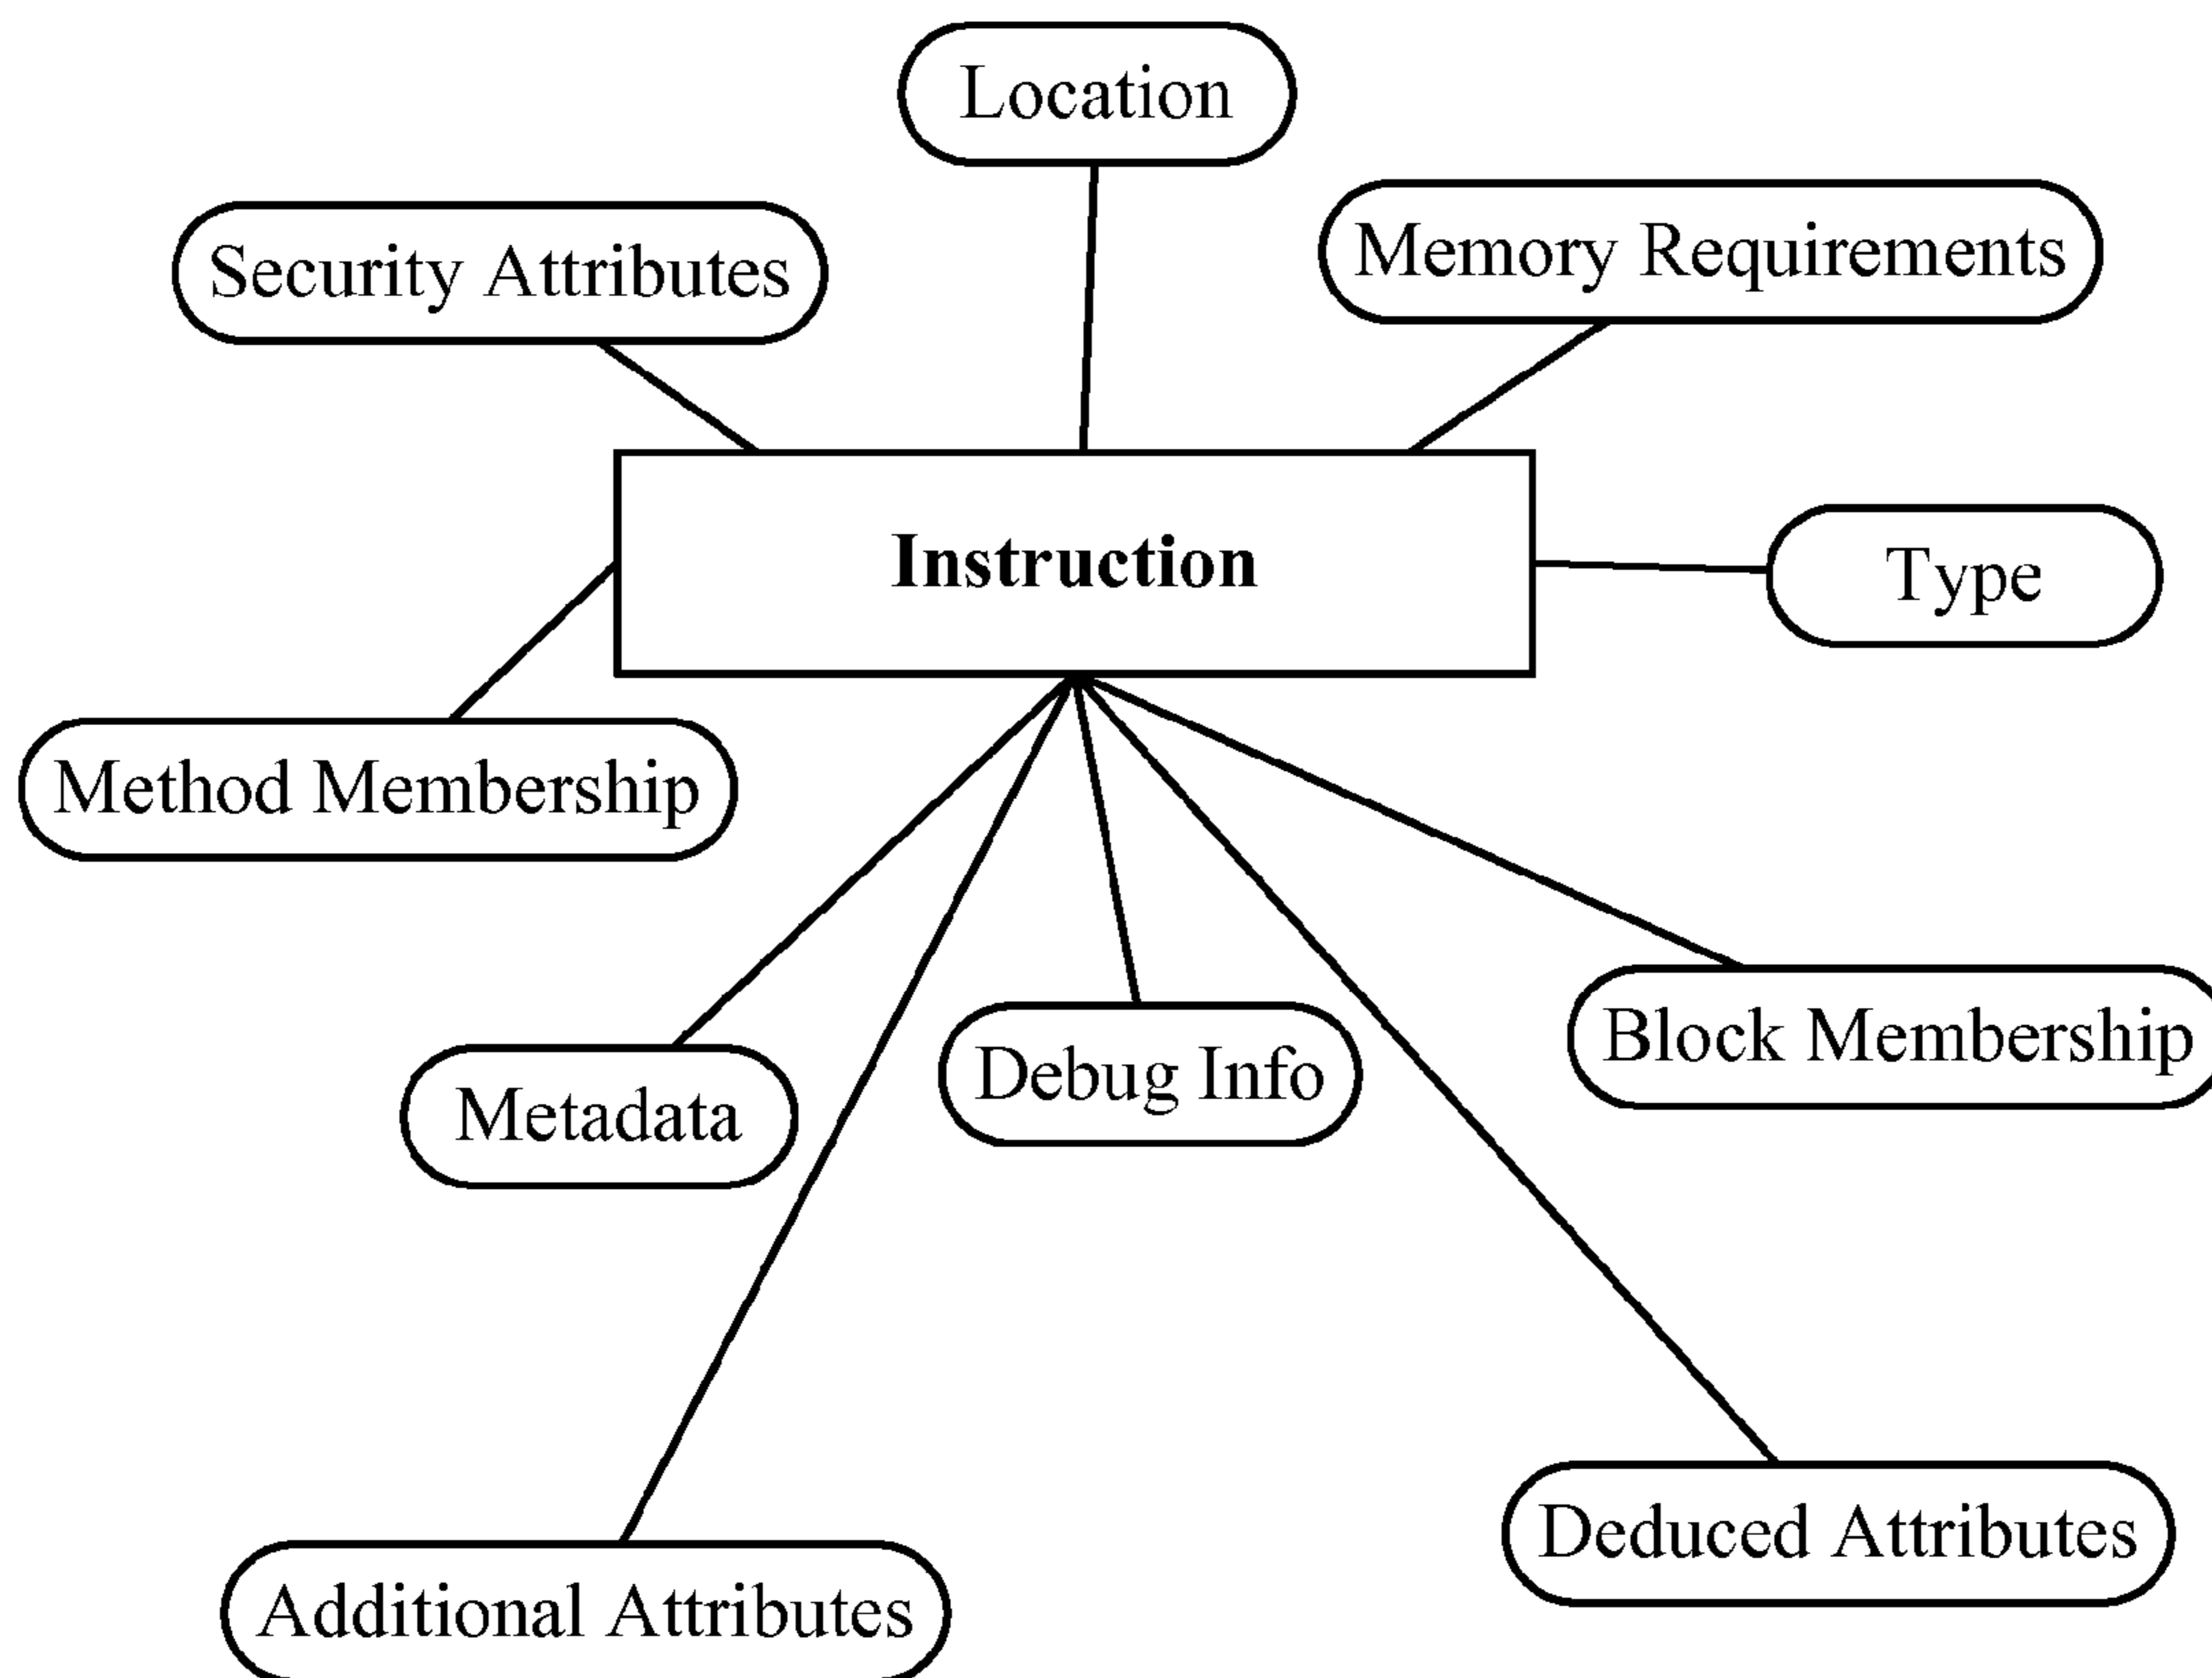 Location
Security Attributes
Memory Requirements
Instruction
Type
Method Membership
Metadata
Debug Info
Block Membership
Additional Attributes
Deduced Attributes